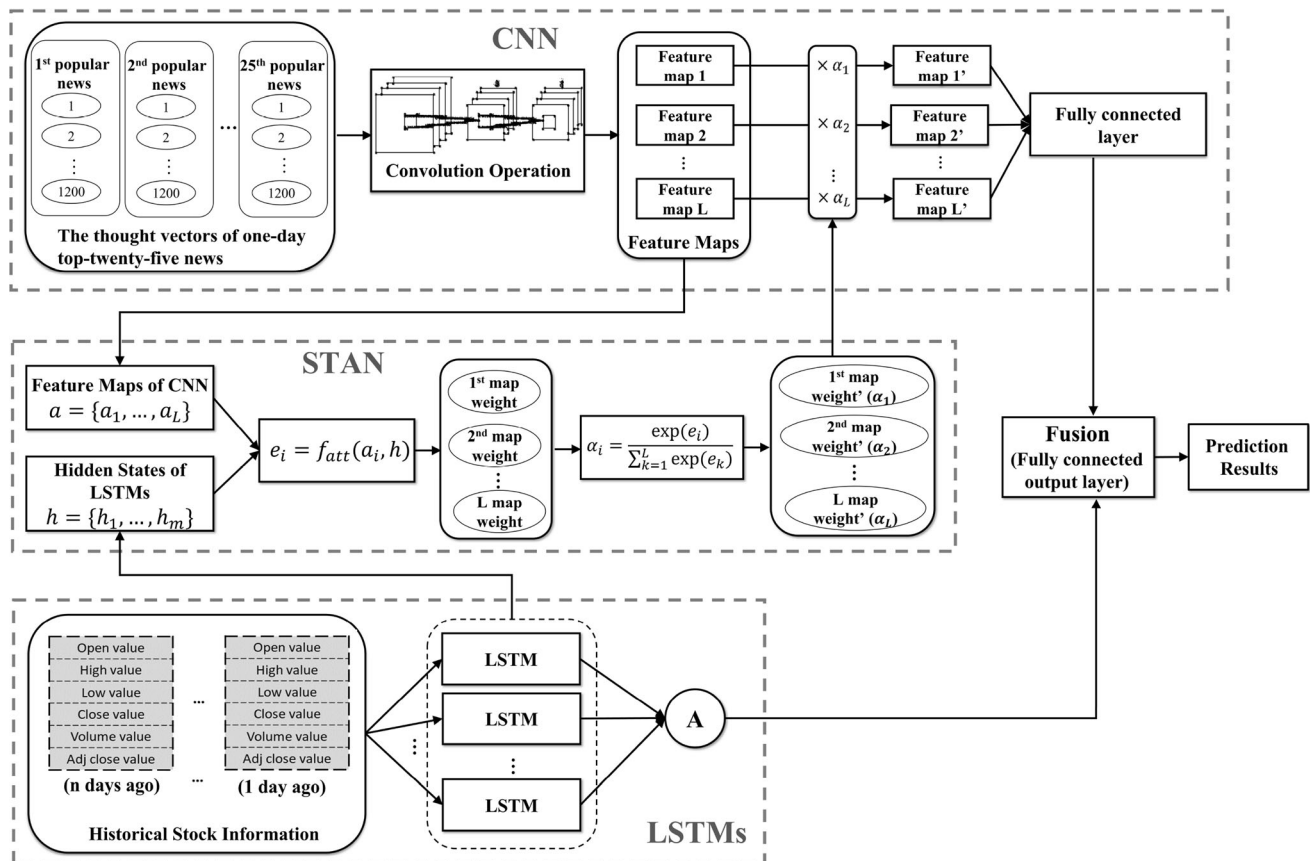 CNN
1st popular
news
1
2
⋮
1200
2nd popular
news
1
2
⋮
1200
...
25th popular
news
1
2
⋮
1200
The thought vectors of one-day
top-twenty-five news
Convolution Operation
Feature
map 1
Feature
map 2
⋮
Feature
map L
Feature Maps
× α1
× α2
⋮
× αL
Feature
map 1’
Feature
map 2’
⋮
Feature
map L’
Fully connected
layer
STAN
Feature Maps of CNN
a = {a1, … , aL}
Hidden States of
LSTMs
h = {h1, … , hm}
ei = fatt(ai, h)
1st map
weight
2nd map
weight
⋮
L map
weight
αi = exp(ei) / ∑k=1L exp(ek)
1st map
weight’ (α1)
2nd map
weight’ (α2)
⋮
L map
weight’ (αL)
Fusion
(Fully connected
output layer)
Prediction
Results
Open value
High value
Low value
Close value
Volume value
Adj close value
(n days ago)
...
...
Open value
High value
Low value
Close value
Volume value
Adj close value
(1 day ago)
Historical Stock Information
⋮
LSTM
LSTM
⋮
LSTM
A
LSTMs